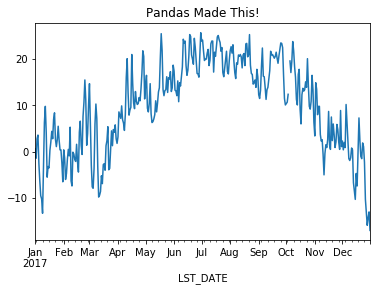 Pandas Made This!
20
10
0
−10
Jan Feb Mar Apr May Jun Jul Aug Sep Oct Nov Dec
2017
LST_DATE